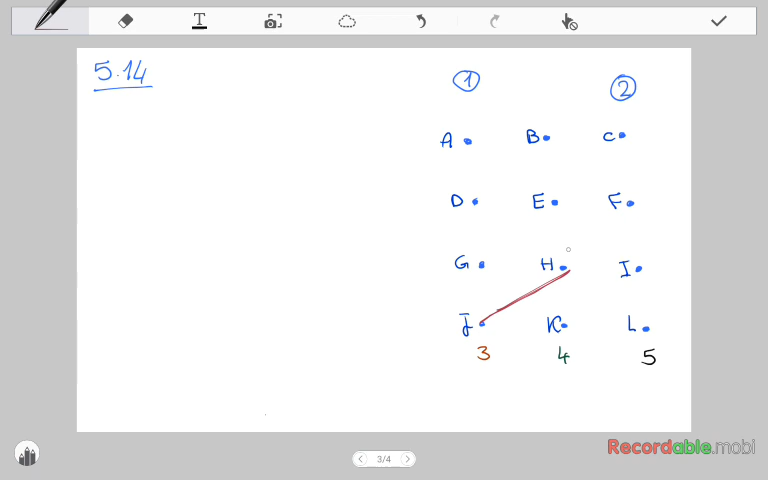 T
5.14
1 2
A B C
D E F
G H I
J K L
3 4 5
3/4
Recordable.mobi